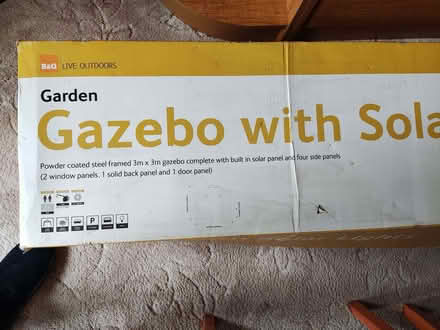 B&Q LIVE OUTDOORS
Garden
Gazebo with Sola
Powder coated steel framed 3m x 3m gazebo complete with built in solar panel and four side panels
(2 window panels, 1 solid back panel and 1 door panel)
P